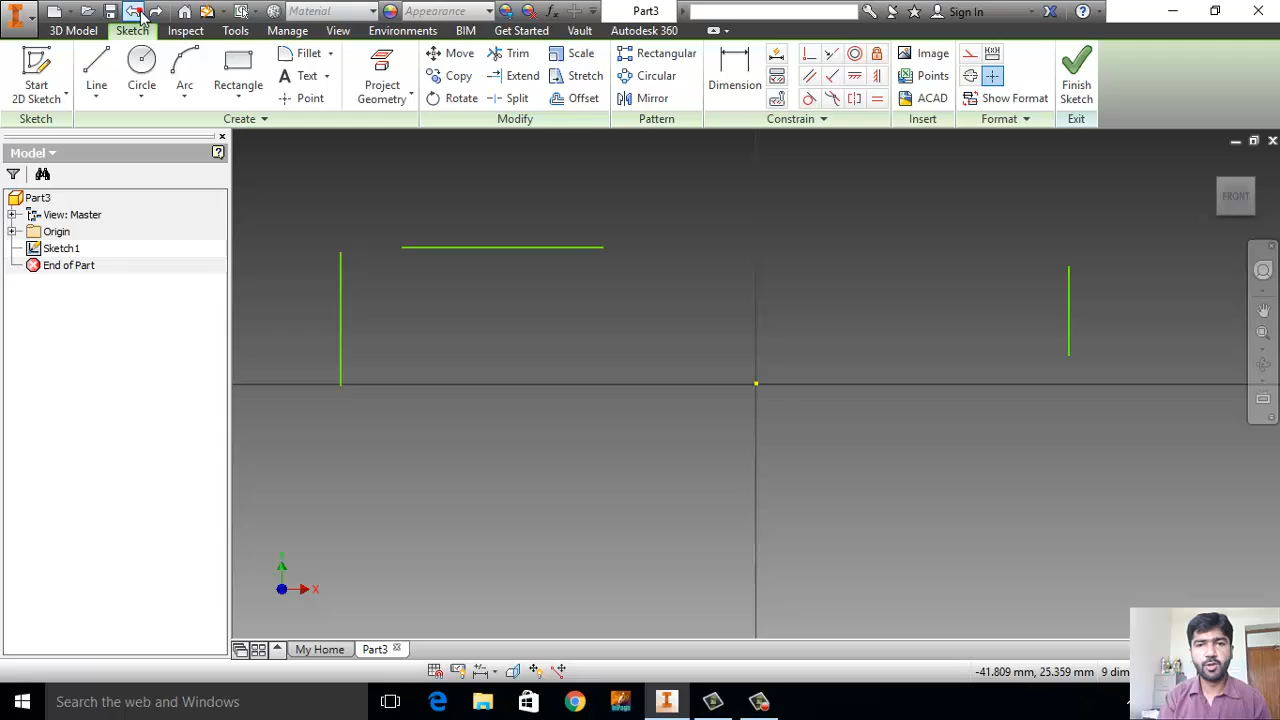 Material
Appearance
Part3
Sign In
3D Model
Sketch
Inspect
Tools
Manage
View
Environments
BIM
Get Started
Vault
Autodesk 360
Start
2D Sketch
Line
Circle
Arc
Rectangle
Fillet
Text
Point
Project
Geometry
Move
Copy
Rotate
Trim
Extend
Split
Scale
Stretch
Offset
Rectangular
Circular
Mirror
Dimension
Image
Points
ACAD
Show Format
Finish
Sketch
Sketch
Create
Modify
Pattern
Constrain
Insert
Format
Exit
Model
Part3
View: Master
Origin
Sketch1
End of Part
FRONT
X
My Home
Part3
-41.809 mm, 25.359 mm
9 dim
Search the web and Windows